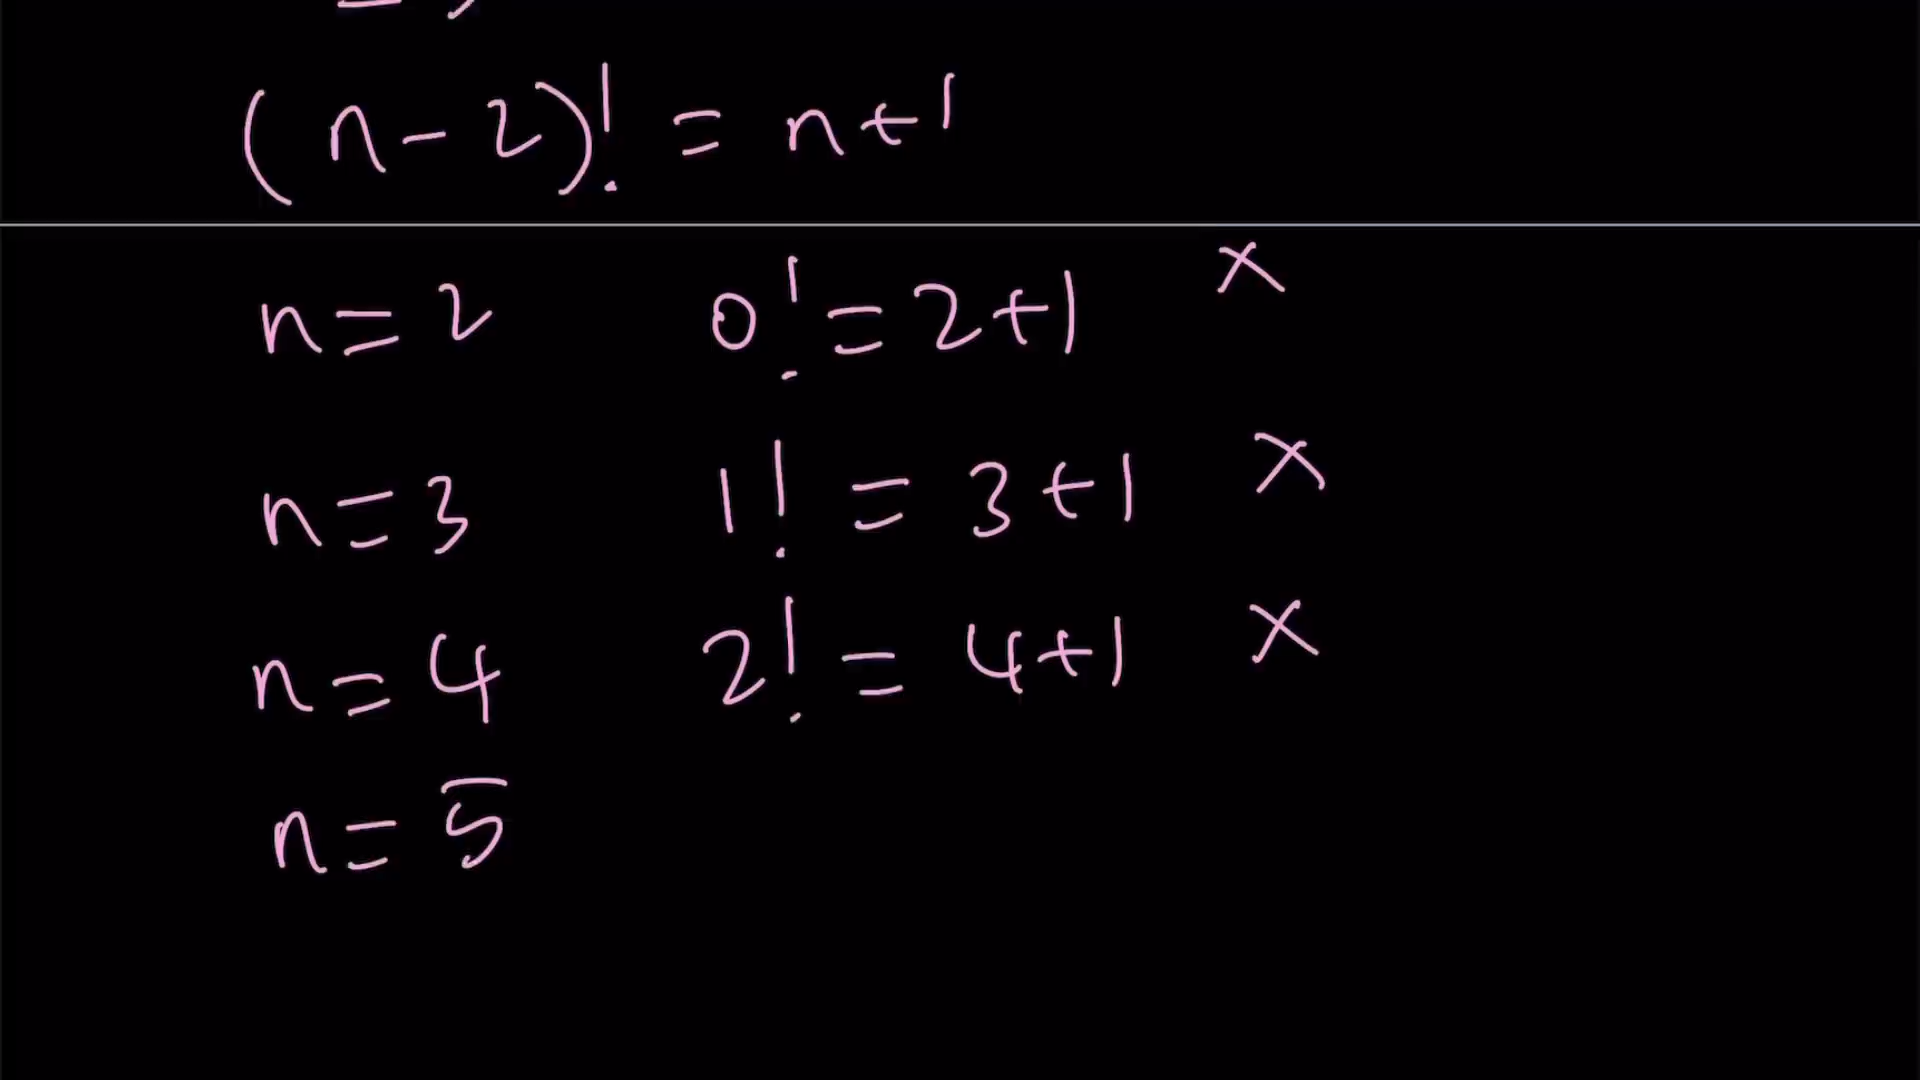 (n-2)! = n+1
n=2 0!=2+1 x
n=3 1! = 3+1 x
n=4 2! = 4+1 x
n=5